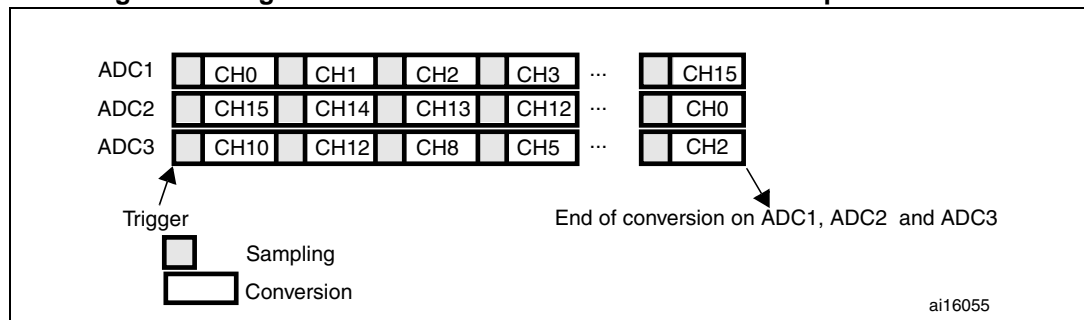 ADC1 CH0 CH1 CH2 CH3 ... CH15
ADC2 CH15 CH14 CH13 CH12 ... CH0
ADC3 CH10 CH12 CH8 CH5 ... CH2
Trigger
End of conversion on ADC1, ADC2 and ADC3
Sampling
Conversion
ai16055